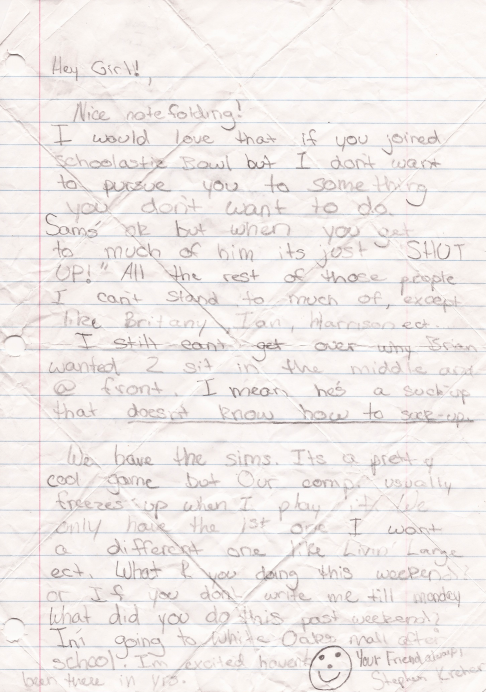 Hey Girl!,
Nice notefolding!
I would love that if you joined
Schoolastic Bowl but I don't want
to pursue you to something
you don't want to do.
Sams ok but when you get
to much of him its just "SHUT
UP!" All the rest of those people
I can't stand to much of, except
like Britany, Ian, Harrison ect.
I still can't get over why Brian
wanted 2 sit in the middle and
@ front. I mean he's a suck-up
that doesn't know how to suck-up.
We have the sims. Its a pretty
cool game but Our comp. usually
freezes up when I play it. We
only have the 1st one I want
a different one like Livin' Large
ect. What R you doing this weekend?
or If you don't write me till monday
What did you do this past weekend?
Im going to White Oaks mall after
school. I'm excited haven't
been there in yrs.
Your Friend always,
Stephen